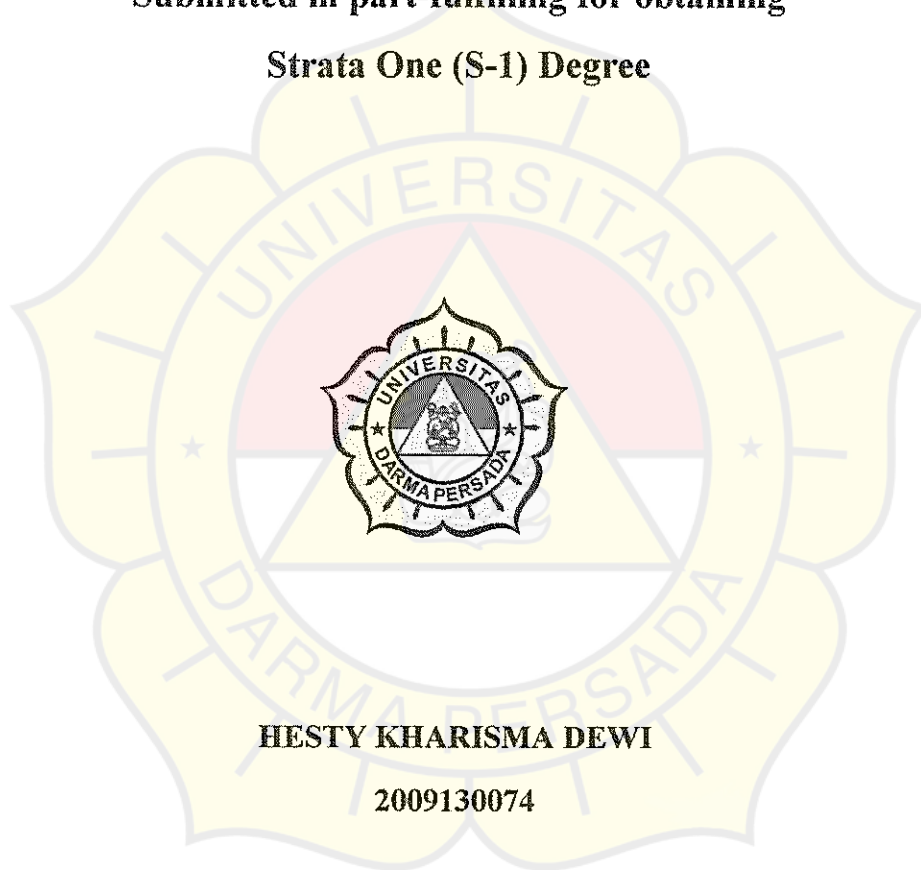 Submitted in part fulfilling for obtaining
Strata One (S-1) Degree
UNIVERSITAS
DARMA PERSADA
UNIVERSITAS
DARMA PERSADA
HESTY KHARISMA DEWI
2009130074